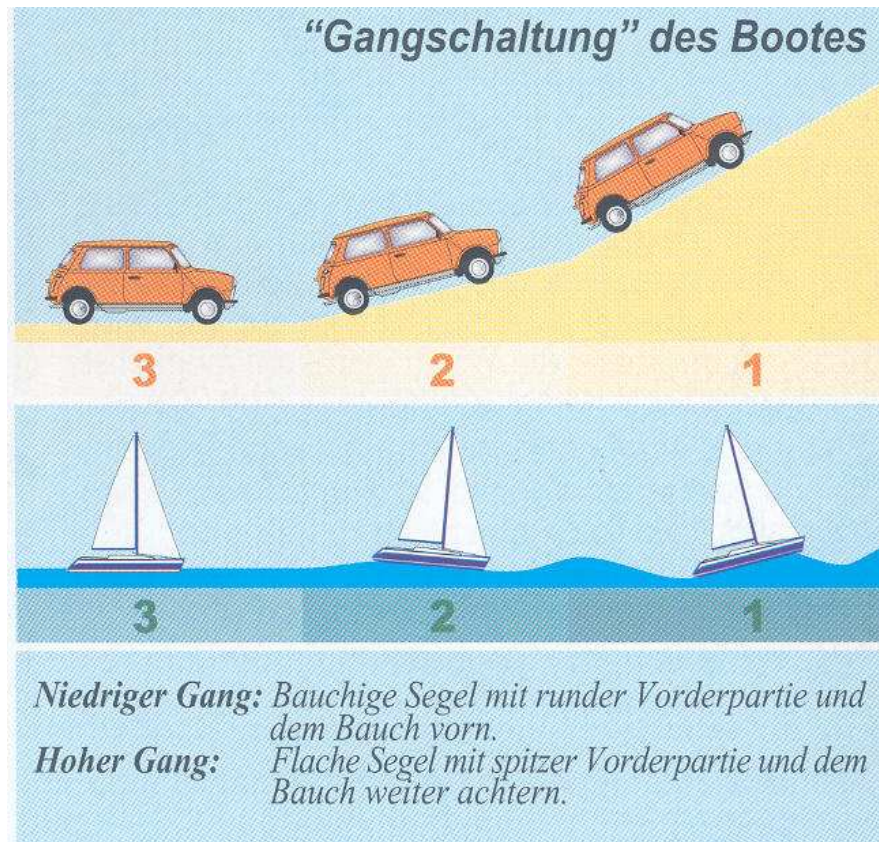 “Gangschaltung” des Bootes
3 2 1
3 2 1
Niedriger Gang: Bauchige Segel mit runder Vorderpartie und
dem Bauch vorn.
Hoher Gang: Flache Segel mit spitzer Vorderpartie und dem
Bauch weiter achtern.